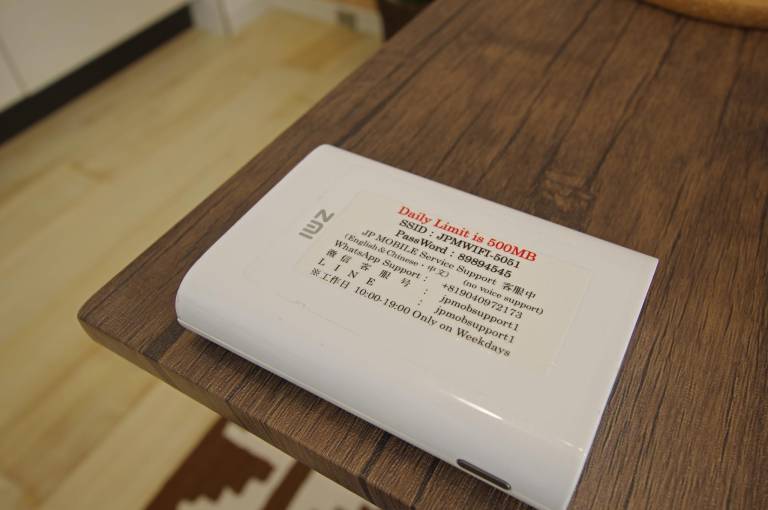 ZMI
Daily Limit is 500MB
SSID : JPMWIFI-5051
PassWord : 89894545
JP MOBILE Service Support 客服中
(English＆Chinese・中文) (no voice support)
WhatsApp Support : +819040972173
微信客服号 : jpmobsupport1
LINE : jpmobsupport1
※工作日 10:00-19:00 Only on Weekdays